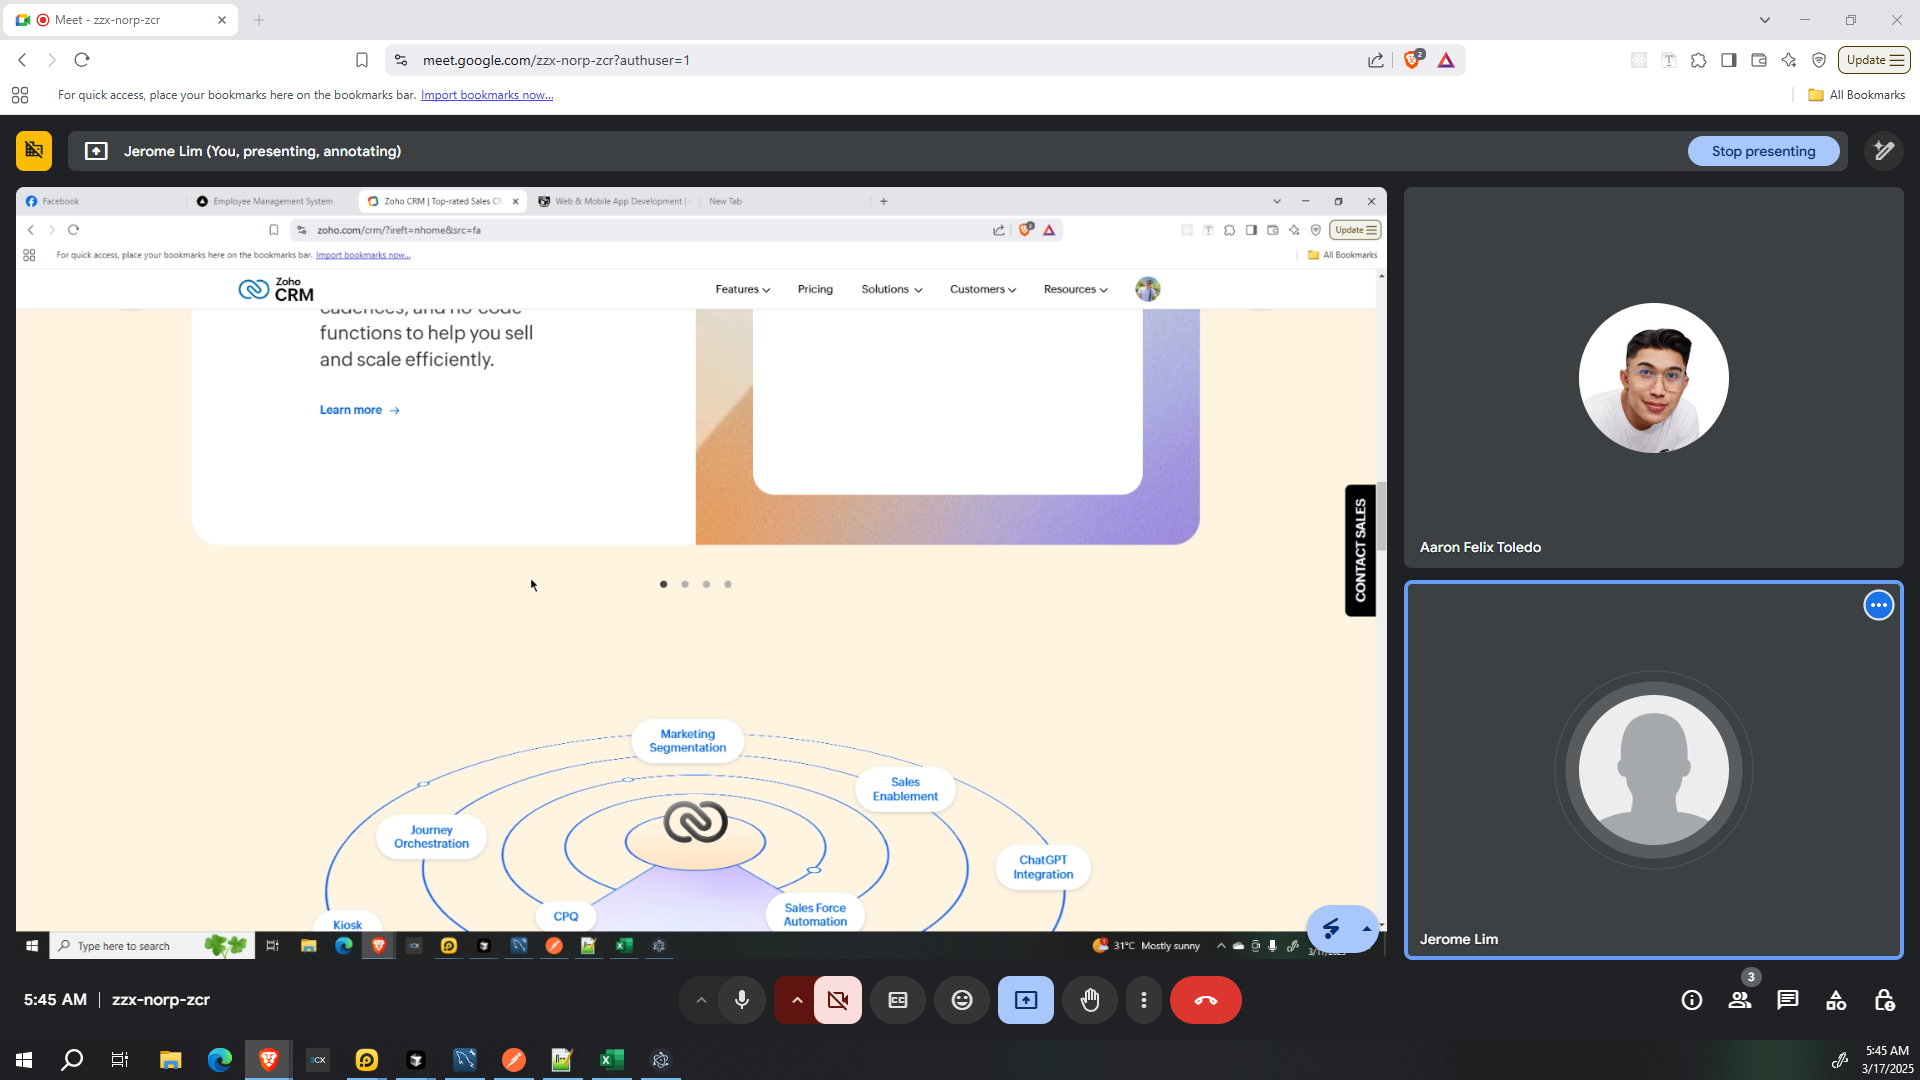 Meet - zzx-norp-zcr
meet.google.com/zzx-norp-zcr?authuser=1
2
Update
For quick access, place your bookmarks here on the bookmarks bar. Import bookmarks now...
All Bookmarks
Jerome Lim (You, presenting, annotating)
Stop presenting
Facebook
Employee Management System
Zoho CRM | Top-rated Sales CR
Web & Mobile App Development |
New Tab
zoho.com/crm/?ireft=nhome&src=fa
Update
For quick access, place your bookmarks here on the bookmarks bar. Import bookmarks now...
All Bookmarks
Zoho
CRM
Features
Pricing
Solutions
Customers
Resources
cadences, and no-code
functions to help you sell
and scale efficiently.
Learn more
CONTACT SALES
Marketing
Segmentation
Sales
Enablement
Journey
Orchestration
ChatGPT
Integration
CPQ
Sales Force
Automation
Kiosk
Type here to search
31°C Mostly sunny
Aaron Felix Toledo
Jerome Lim
5:45 AM | zzx-norp-zcr
3
5:45 AM
3/17/2025